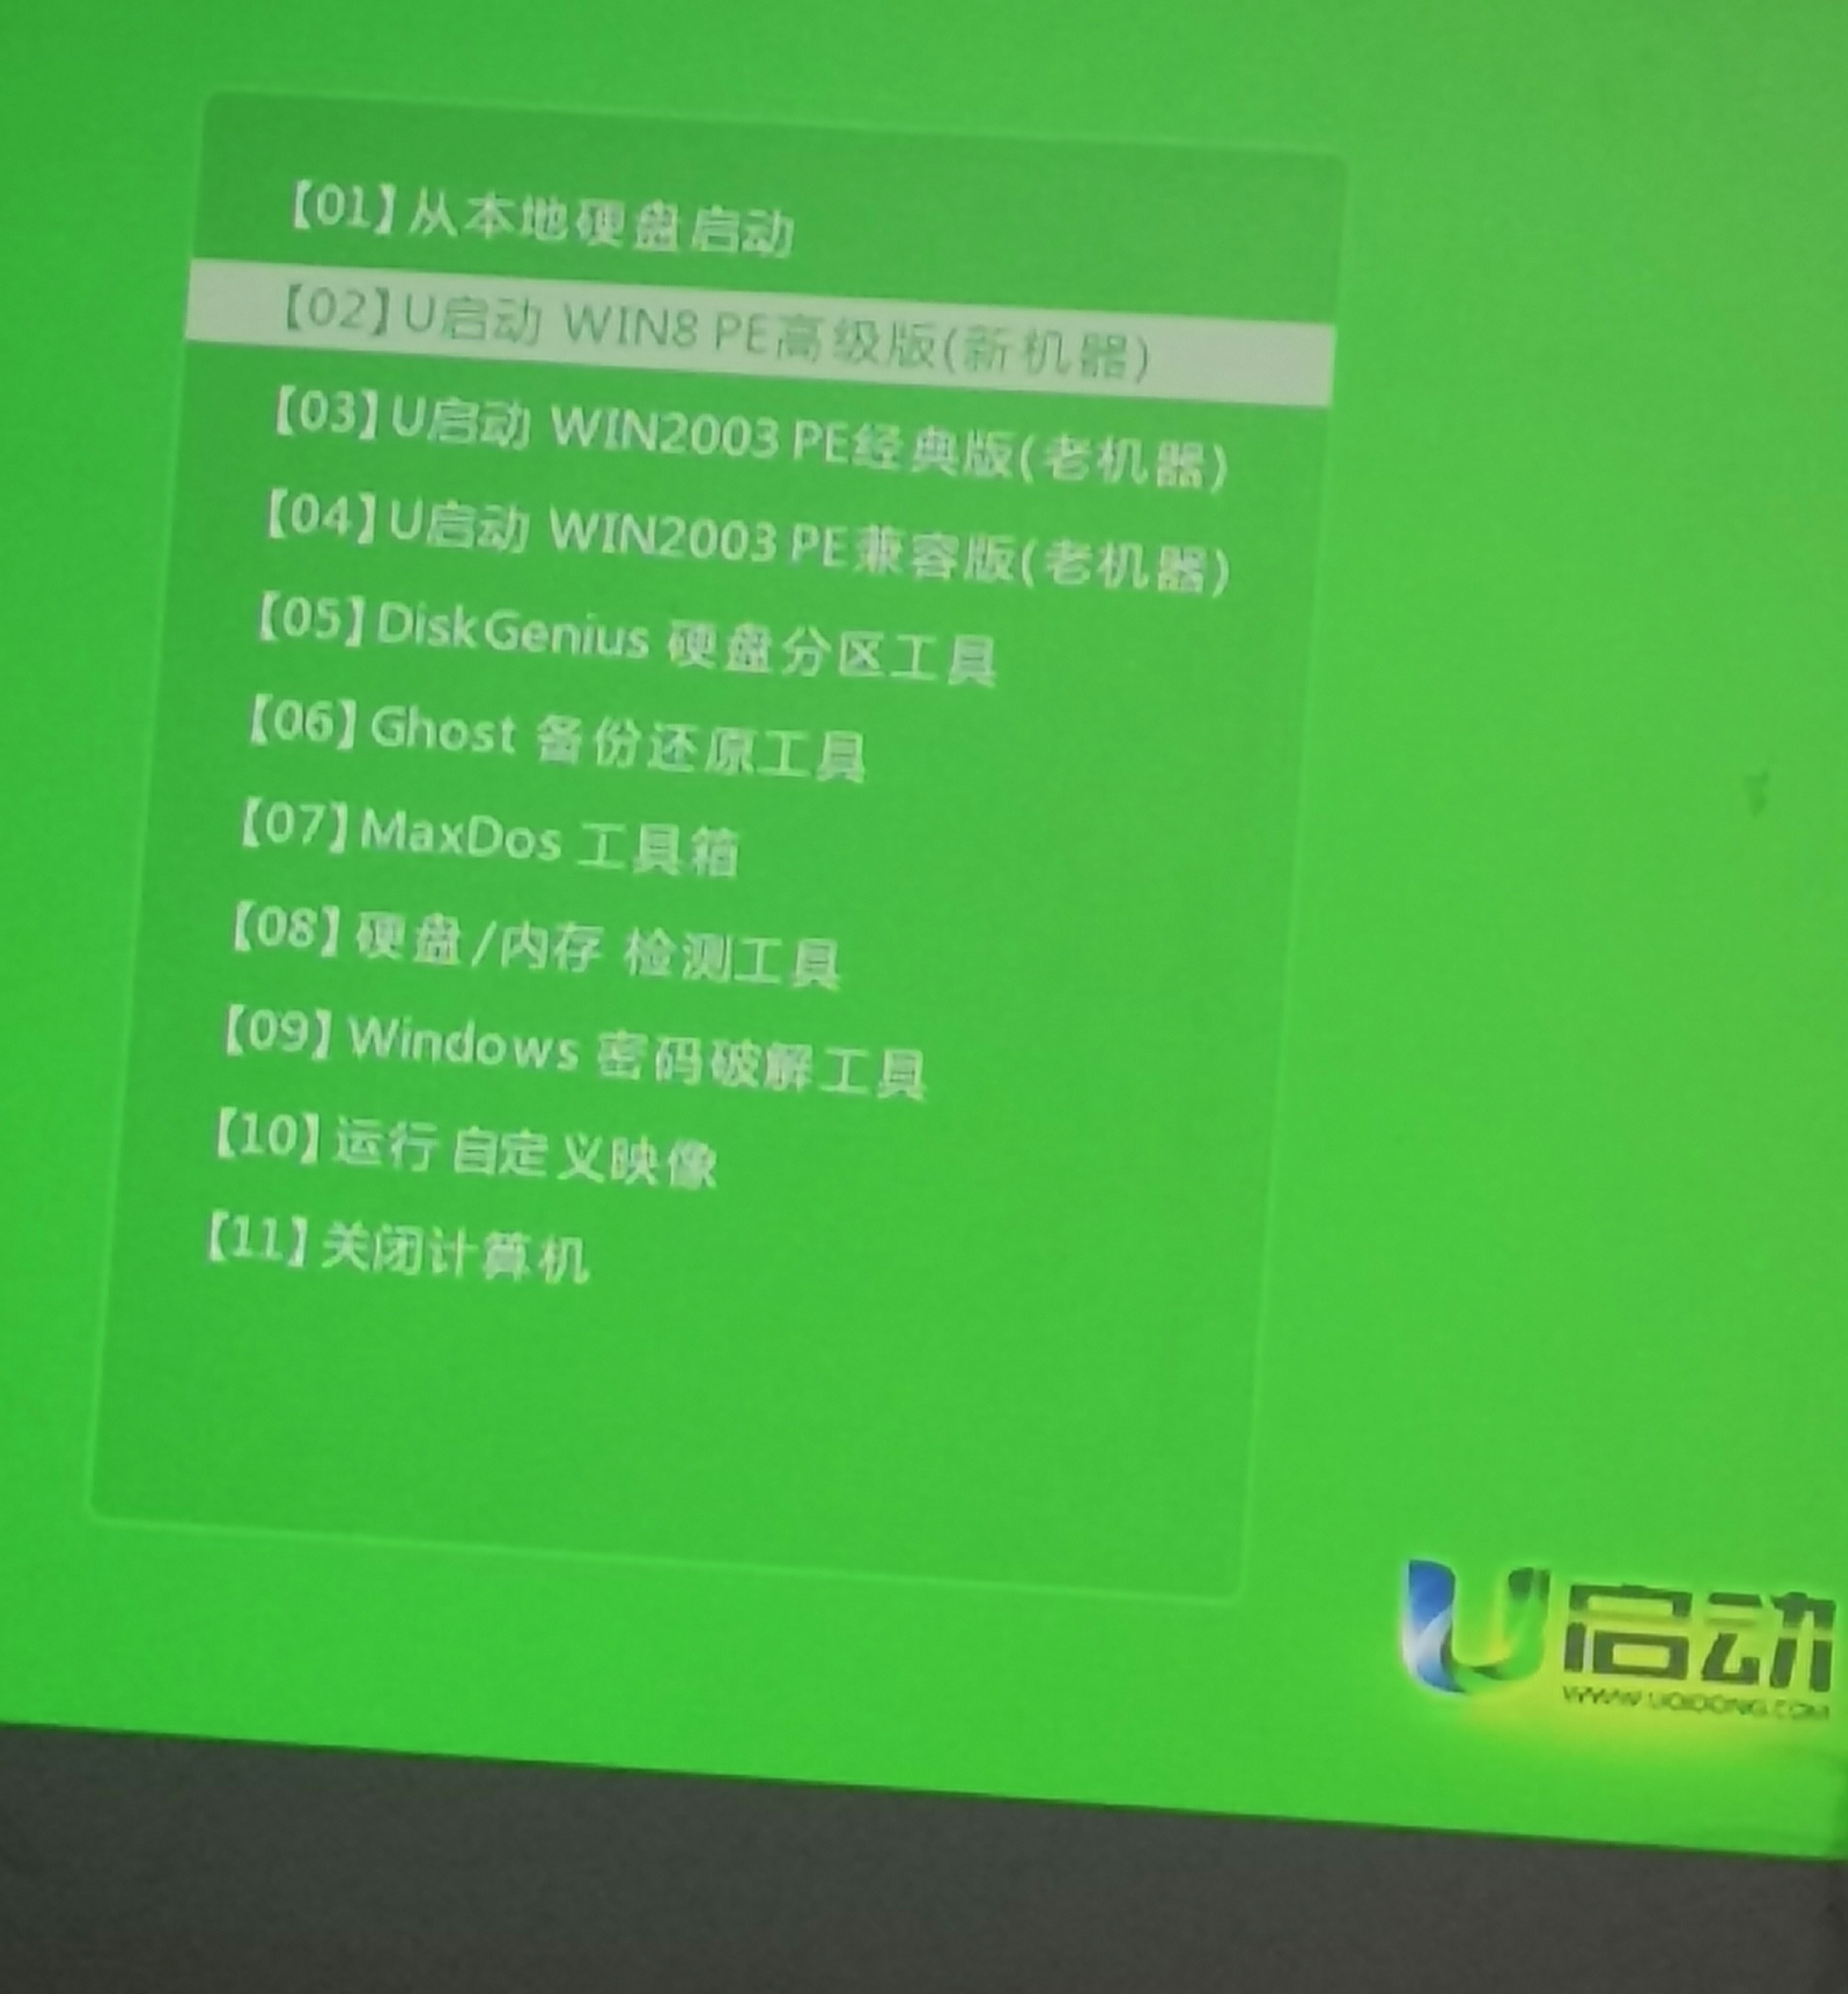 【01】从本地硬盘启动
【02】U启动 WIN8 PE高级版(新机器)
【03】U启动 WIN2003 PE经典版(老机器)
【04】U启动 WIN2003 PE兼容版(老机器)
【05】DiskGenius 硬盘分区工具
【06】Ghost 备份还原工具
【07】MaxDos 工具箱
【08】硬盘/内存 检测工具
【09】Windows 密码破解工具
【10】运行 自定义映像
【11】关闭计算机
U启动
WWW.UQIDONG.COM